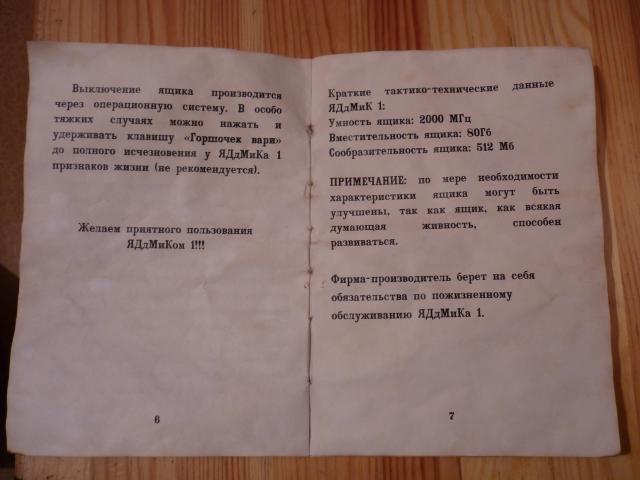 Выключение ящика производится
через операционную систему. В особо
тяжких случаях можно нажать и
удерживать клавишу «Горшочек вари»
до полного исчезновения у ЯДдМиКа 1
признаков жизни (не рекомендуется).
Желаем приятного пользования
ЯДдМиКом 1!!!
6
Краткие тактико-технические данные
ЯДдМиК 1:
Умность ящика: 2000 МГц
Вместительность ящика: 80Гб
Сообразительность ящика: 512 Мб
ПРИМЕЧАНИЕ: по мере необходимости
характеристики ящика могут быть
улучшены, так как ящик, как всякая
думающая живность, способен
развиваться.
Фирма-производитель берет на себя
обязательства по пожизненному
обслуживанию ЯДдМиКа 1.
7